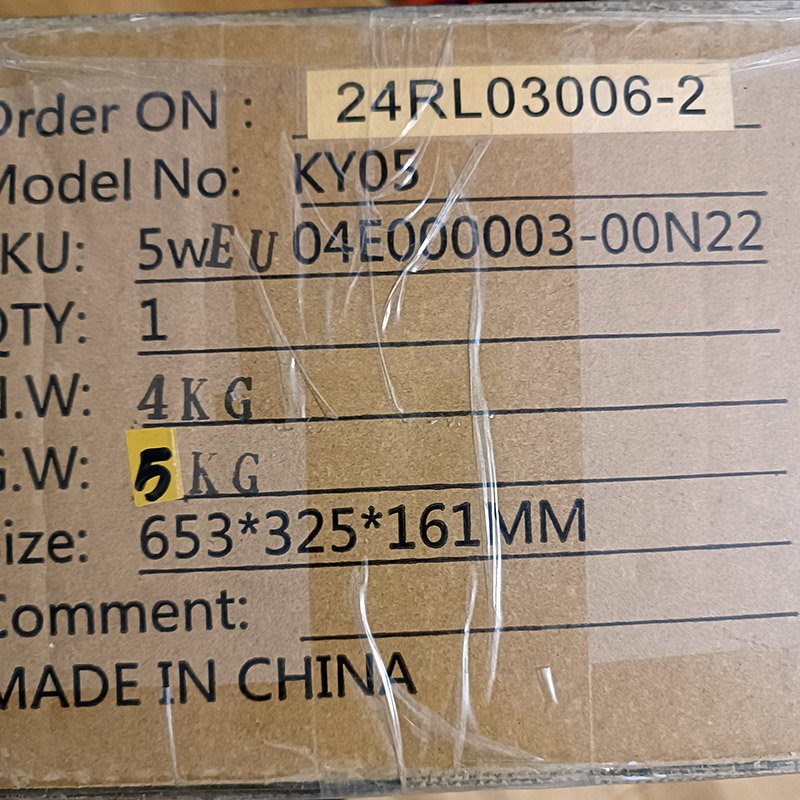 Order ON : 24RL03006-2
Model No: KY05
KU: 5wEU 04E000003-00N22
QTY: 1
N.W: 4KG
G.W: 5KG
Size: 653*325*161MM
Comment:
MADE IN CHINA